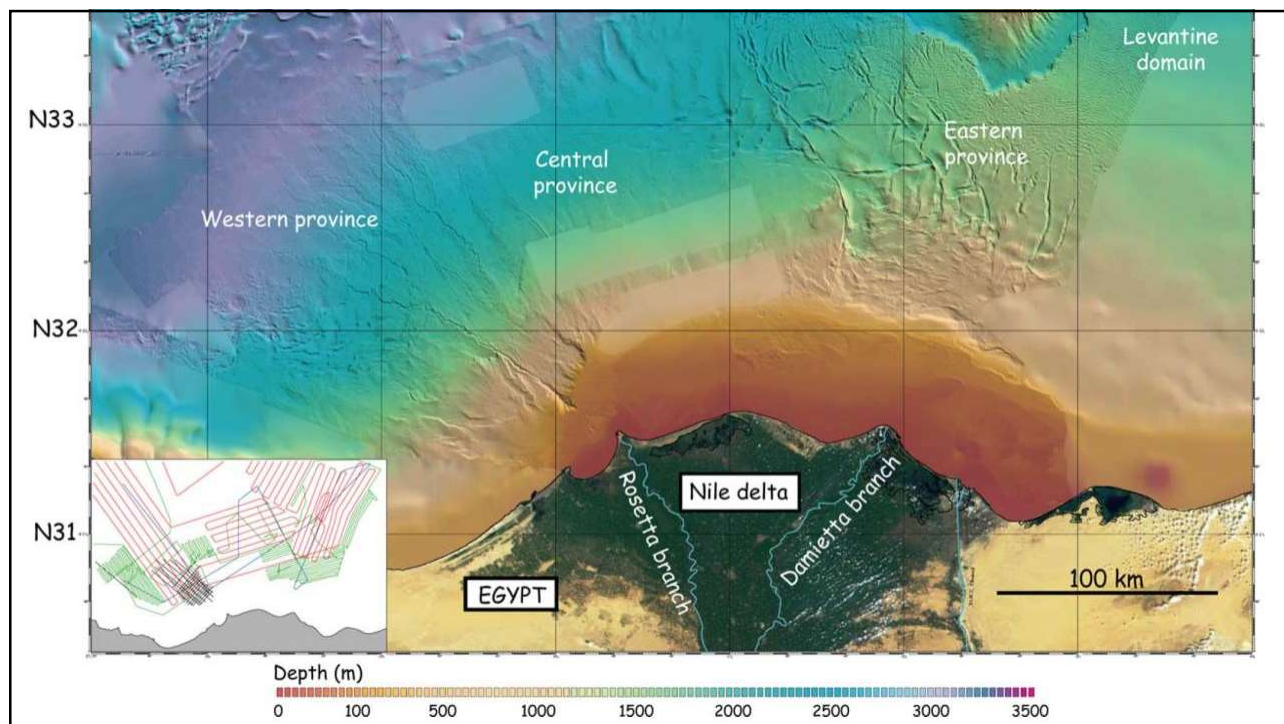 Levantine
domain
N33
Eastern
province
Central
province
Western province
N32
Nile delta
Rosetta branch
Damietta branch
N31
EGYPT
100 km
Depth (m)
0 100 500 1000 1500 2000 2500 3000 3500